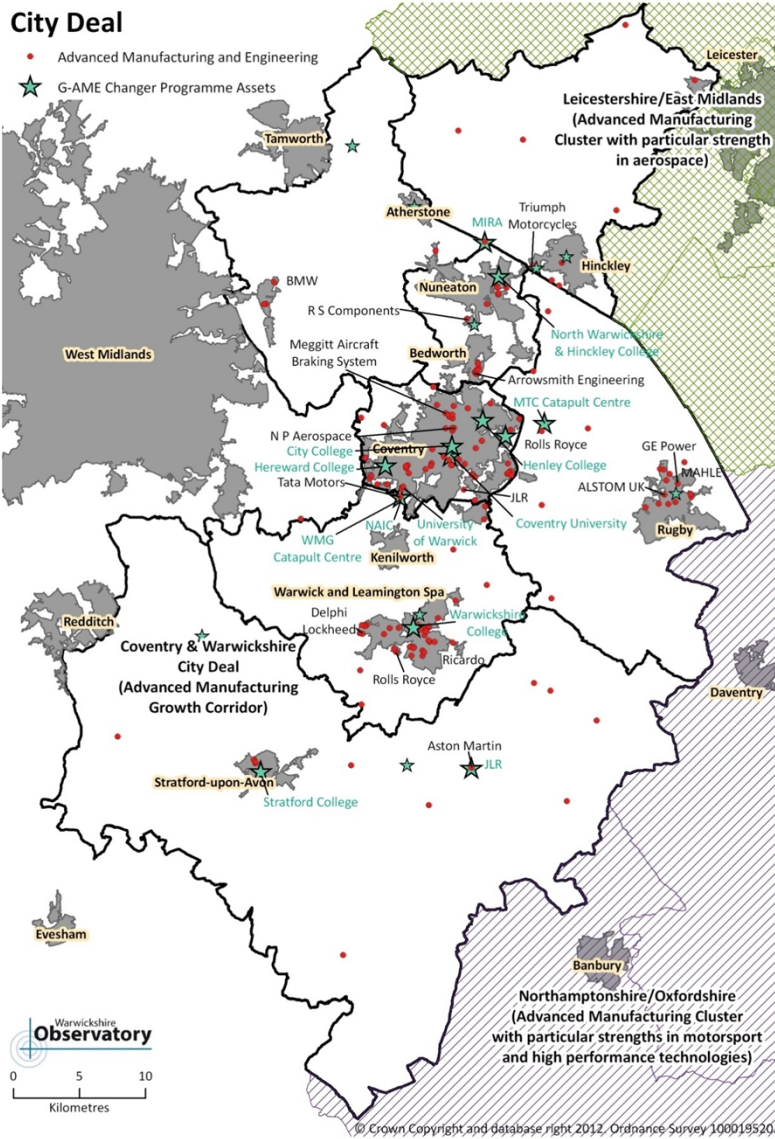 City Deal
Advanced Manufacturing and Engineering
G-AME Changer Programme Assets
Leicester
Leicestershire/East Midlands
(Advanced Manufacturing
Cluster with particular strength
in aerospace)
Tamworth
Atherstone
MIRA
Triumph
Motorcycles
Hinckley
BMW
Nuneaton
R S Components
North Warwickshire
& Hinckley College
West Midlands
Meggitt Aircraft
Braking System
Bedworth
Arrowsmith Engineering
MTC Catapult Centre
N P Aerospace
City College
Coventry
Rolls Royce
GE Power
Hereward College
Henley College
MAHLE
Tata Motors
JLR
ALSTOM UK
NAIC
University
of Warwick
Coventry University
Rugby
WMG
Catapult Centre
Kenilworth
Warwick and Leamington Spa
Redditch
Delphi
Lockheed
Warwickshire
College
Coventry & Warwickshire
City Deal
(Advanced Manufacturing
Growth Corridor)
Ricardo
Rolls Royce
Daventry
Aston Martin
JLR
Stratford-upon-Avon
Stratford College
Evesham
Banbury
Northamptonshire/Oxfordshire
(Advanced Manufacturing Cluster
with particular strengths in motorsport
and high performance technologies)
Warwickshire
Observatory
0 5 10
Kilometres
© Crown Copyright and database right 2012. Ordnance Survey 100019520.